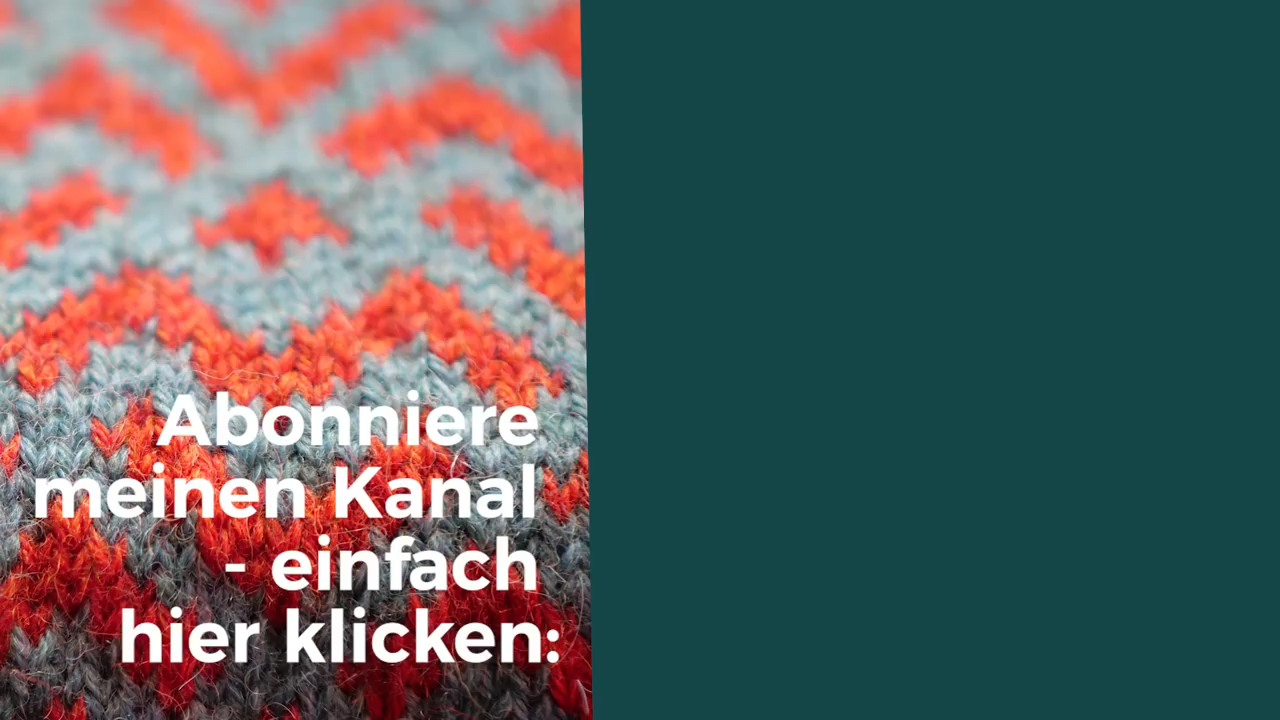 Abonniere
meinen Kanal
- einfach
hier klicken: